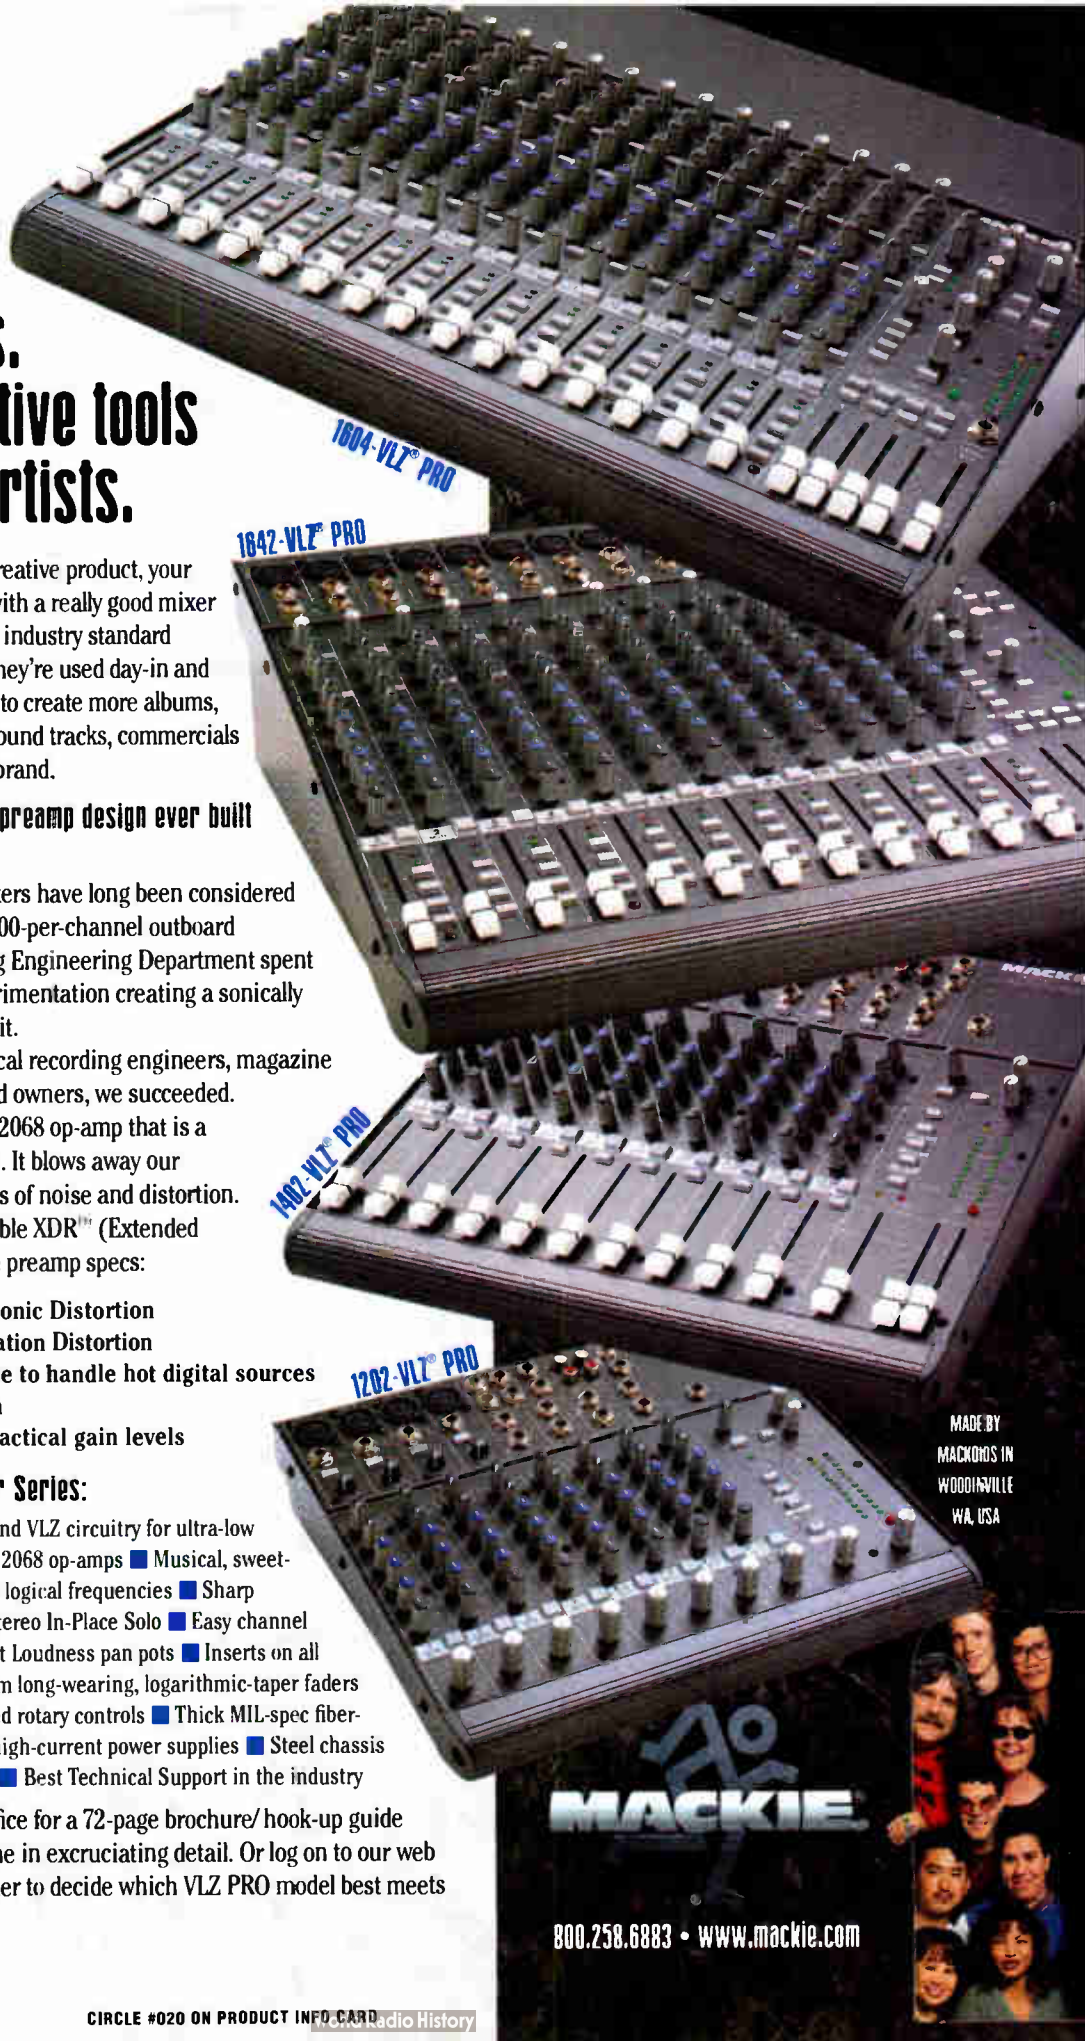 s.
tive tools
rtists.
1604-VLZ® PRO
1642-VLZ® PRO
reative product, your
with a really good mixer
industry standard
hey're used day-in and
to create more albums,
ound tracks, commercials
brand.
preamp design ever built
ers have long been considered
00-per-channel outboard
g Engineering Department spent
rimentation creating a sonically
it.
cal recording engineers, magazine
d owners, we succeeded.
2068 op-amp that is a
. It blows away our
s of noise and distortion.
ble XDR™ (Extended
preamp specs:
1402-VLZ® PRO
onic Distortion
ation Distortion
e to handle hot digital sources
actical gain levels
1202-VLZ® PRO
r Series:
nd VLZ circuitry for ultra-low
2068 op-amps ■ Musical, sweet-
logical frequencies ■ Sharp
tereo In-Place Solo ■ Easy channel
t Loudness pan pots ■ Inserts on all
m long-wearing, logarithmic-taper faders
d rotary controls ■ Thick MIL-spec fiber-
high-current power supplies ■ Steel chassis
■ Best Technical Support in the industry
fice for a 72-page brochure/ hook-up guide
ne in excruciating detail. Or log on to our web
er to decide which VLZ PRO model best meets
MADE BY
MACKOIDS IN
WOODINVILLE
WA, USA
MACKIE.
800.258.6883 • www.mackie.com
CIRCLE #020 ON PRODUCT INFO CARD
World Radio History